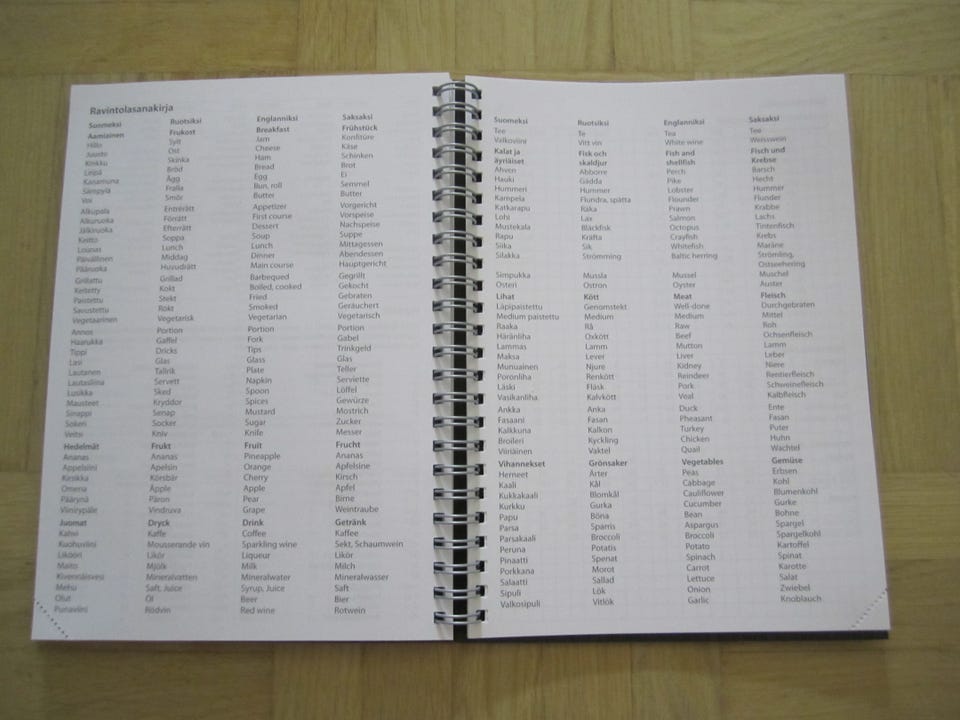 Ravintolasanakirja
Suomeksi Ruotsiksi Englanniksi Saksaksi
Aamiainen Frukost Breakfast Frühstück
Hillo Sylt Jam Konfitüre
Juusto Ost Cheese Käse
Kinkku Skinka Ham Schinken
Leipä Bröd Bread Brot
Kananmuna Ägg Egg Ei
Sämpylä Fralla Bun, roll Semmel
Voi Smör Butter Butter
Alkupala Entrérätt Appetizer Vorgericht
Alkuruoka Förrätt First course Vorspeise
Jälkiruoka Efterrätt Dessert Nachspeise
Keitto Soppa Soup Suppe
Lounas Lunch Lunch Mittagessen
Päivällinen Middag Dinner Abendessen
Pääruoka Huvudrätt Main course Hauptgericht
Grillattu Grillad Barbequed Gegrillt
Keitetty Kokt Boiled, cooked Gekocht
Paistettu Stekt Fried Gebraten
Savustettu Rökt Smoked Geräuchert
Vegetaarinen Vegetarisk Vegetarian Vegetarisch
Annos Portion Portion Portion
Haarukka Gaffel Fork Gabel
Tippi Dricks Tips Trinkgeld
Lasi Glas Glass Glas
Lautanen Tallrik Plate Teller
Lautasliina Servett Napkin Serviette
Lusikka Sked Spoon Löffel
Mausteet Kryddor Spices Gewürze
Sinappi Senap Mustard Mostrich
Sokeri Socker Sugar Zucker
Veitsi Kniv Knife Messer
Hedelmät Frukt Fruit Frucht
Ananas Ananas Pineapple Ananas
Appelsiini Apelsin Orange Apfelsine
Kirsikka Körsbär Cherry Kirsch
Omena Äpple Apple Apfel
Päärynä Päron Pear Birne
Viinirypäle Vindruva Grape Weintraube
Juomat Dryck Drink Getränk
Kahvi Kaffe Coffee Kaffee
Kuohuviini Mousserande vin Sparkling wine Sekt, Schaumwein
Likööri Likör Liqueur Likör
Maito Mjölk Milk Milch
Kivennäisvesi Mineralvatten Mineralwater Mineralwasser
Mehu Saft, Juice Syrup, Juice Saft
Olut Öl Beer Bier
Punaviini Rödvin Red wine Rotwein
Suomeksi Ruotsiksi Englanniksi Saksaksi
Tee Te Tea Tee
Valkoviini Vitt vin White wine Weisswein
Kalat ja Fisk och Fish and Fisch und
äyriäiset skaldjur shellfish Krebse
Ahven Abborre Perch Barsch
Hauki Gädda Pike Hecht
Hummeri Hummer Lobster Hummer
Kampela Flundra, spätta Flounder Flunder
Katkarapu Räka Prawn Krabbe
Lohi Lax Salmon Lachs
Mustekala Bläckfisk Octopus Tintenfisch
Rapu Kräfta Crayfish Krebs
Siika Sik Whitefish Maräne
Silakka Strömming Baltic herring Strömling,
Ostseehering
Simpukka Mussla Mussel Muschel
Osteri Ostron Oyster Auster
Lihat Kött Meat Fleisch
Läpipaistettu Genomstekt Well-done Durchgebraten
Medium paistettu Medium Medium Mittel
Raaka Rå Raw Roh
Häränliha Oxkött Beef Ochsenfleisch
Lammas Lamm Mutton Lamm
Maksa Lever Liver Leber
Munuainen Njure Kidney Niere
Poronliha Renkött Reindeer Rentierfleisch
Läski Fläsk Pork Schweinefleisch
Vasikanliha Kalvkött Veal Kalbfleisch
Ankka Anka Duck Ente
Fasaani Fasan Pheasant Fasan
Kalkkuna Kalkon Turkey Puter
Broileri Kyckling Chicken Huhn
Viiriäinen Vaktel Quail Wachtel
Vihannekset Grönsaker Vegetables Gemüse
Herneet Ärter Peas Erbsen
Kaali Kål Cabbage Kohl
Kukkakaali Blomkål Cauliflower Blumenkohl
Kurkku Gurka Cucumber Gurke
Papu Böna Bean Bohne
Parsa Sparris Aspargus Spargel
Parsakaali Broccoli Broccoli Spargelkohl
Peruna Potatis Potato Kartoffel
Pinaatti Spenat Spinach Spinat
Porkkana Morot Carrot Karotte
Salaatti Sallad Lettuce Salat
Sipuli Lök Onion Zwiebel
Valkosipuli Vitlök Garlic Knoblauch